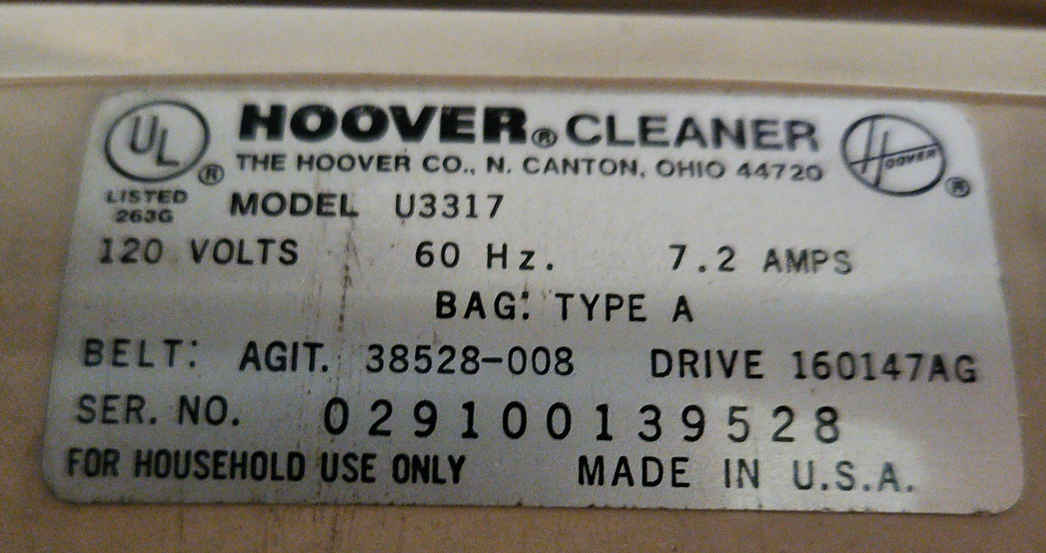 UL ® HOOVER® CLEANER Hoover ®
THE HOOVER CO., N. CANTON, OHIO 44720
LISTED
263G
MODEL U3317
120 VOLTS 60 Hz. 7.2 AMPS
BAG: TYPE A
BELT: AGIT. 38528-008 DRIVE 160147AG
SER. NO. 029100139528
FOR HOUSEHOLD USE ONLY MADE IN U.S.A.